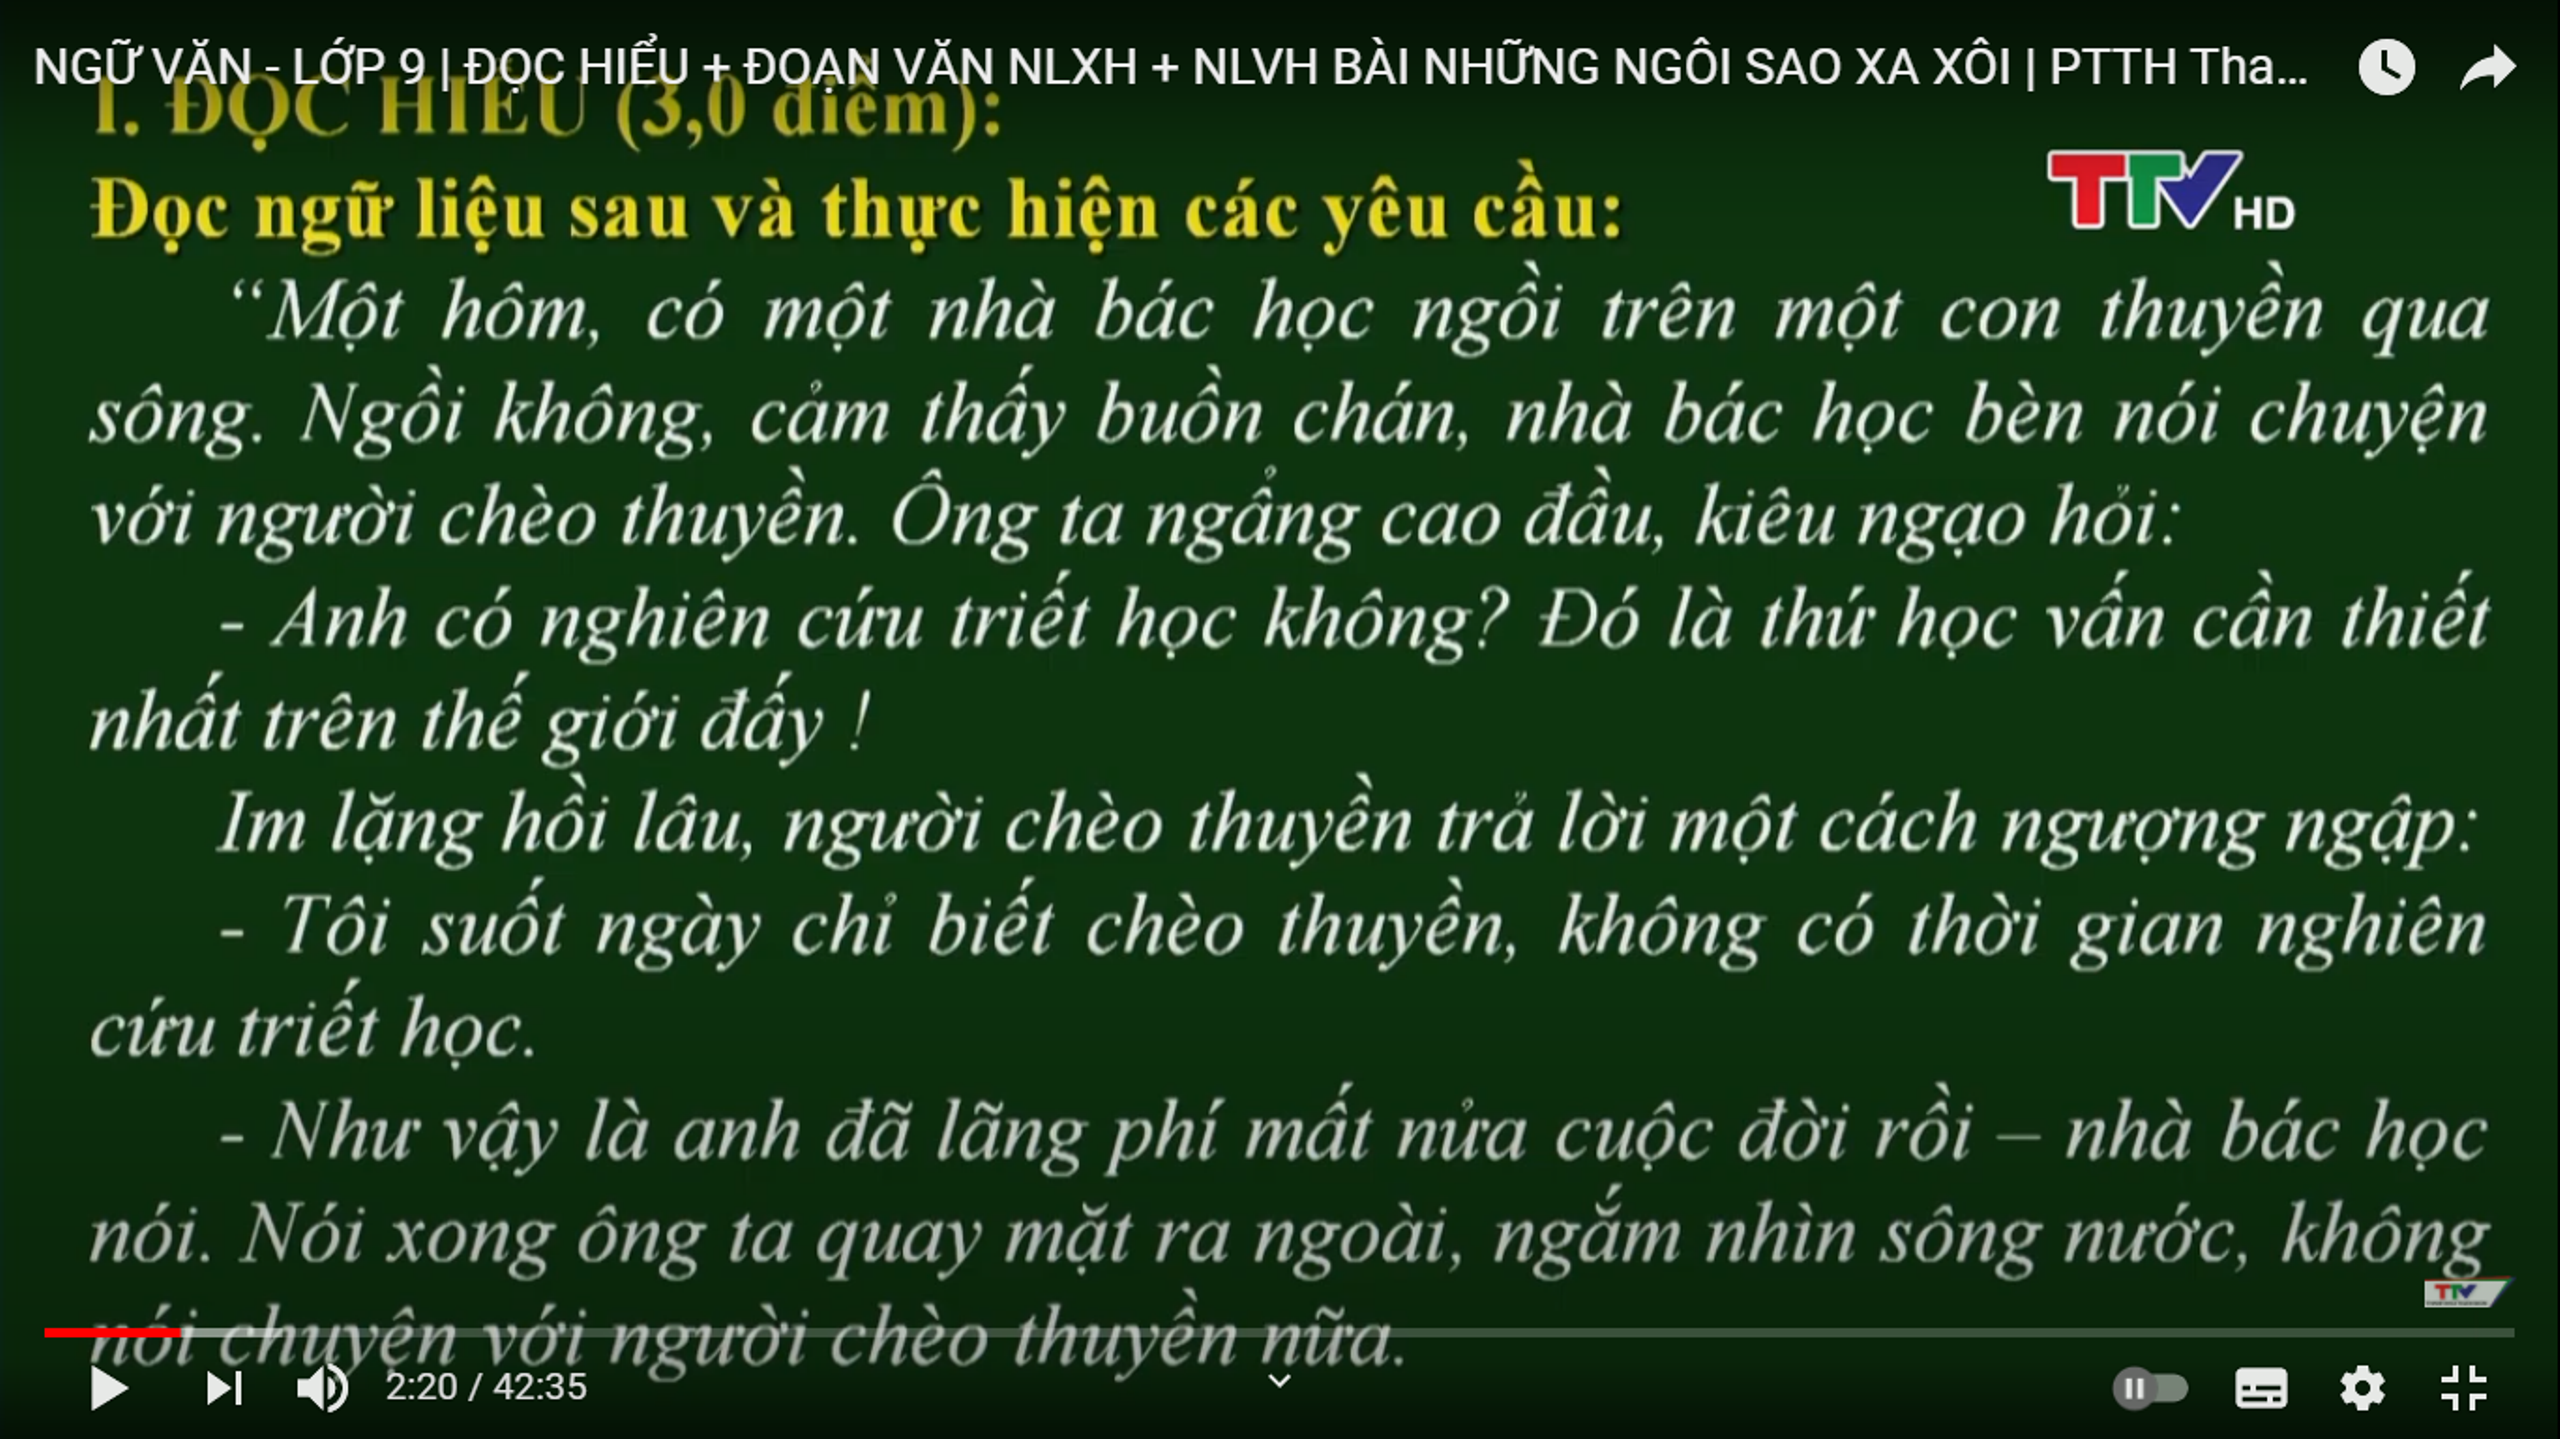 NGỮ VĂN - LỚP 9 | ĐỌC HIỂU + ĐOẠN VĂN NLXH + NLVH BÀI NHỮNG NGÔI SAO XA XÔI | PTTH Tha...
I. ĐỌC HIỂU (3,0 điểm):
TTV HD
Đọc ngữ liệu sau và thực hiện các yêu cầu:
“Một hôm, có một nhà bác học ngồi trên một con thuyền qua
sông. Ngồi không, cảm thấy buồn chán, nhà bác học bèn nói chuyện
với người chèo thuyền. Ông ta ngẩng cao đầu, kiêu ngạo hỏi:
- Anh có nghiên cứu triết học không? Đó là thứ học vấn cần thiết
nhất trên thế giới đấy !
Im lặng hồi lâu, người chèo thuyền trả lời một cách ngượng ngập:
- Tôi suốt ngày chỉ biết chèo thuyền, không có thời gian nghiên
cứu triết học.
- Như vậy là anh đã lãng phí mất nửa cuộc đời rồi – nhà bác học
nói. Nói xong ông ta quay mặt ra ngoài, ngắm nhìn sông nước, không
TTV
nói chuyện với người chèo thuyền nữa.
2:20 / 42:35